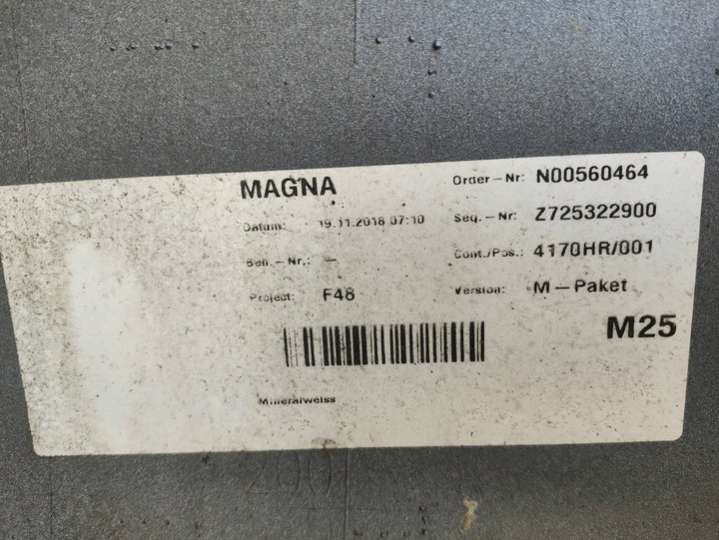 MAGNA
Order-Nr: N00560464
Datum: 19.11.2018 07:10
Seq.-Nr: Z725322900
Beh.-Nr.: -
Cont./Pos.: 4170HR/001
Project: F48
Version: M-Paket
M25
Mineralweiss